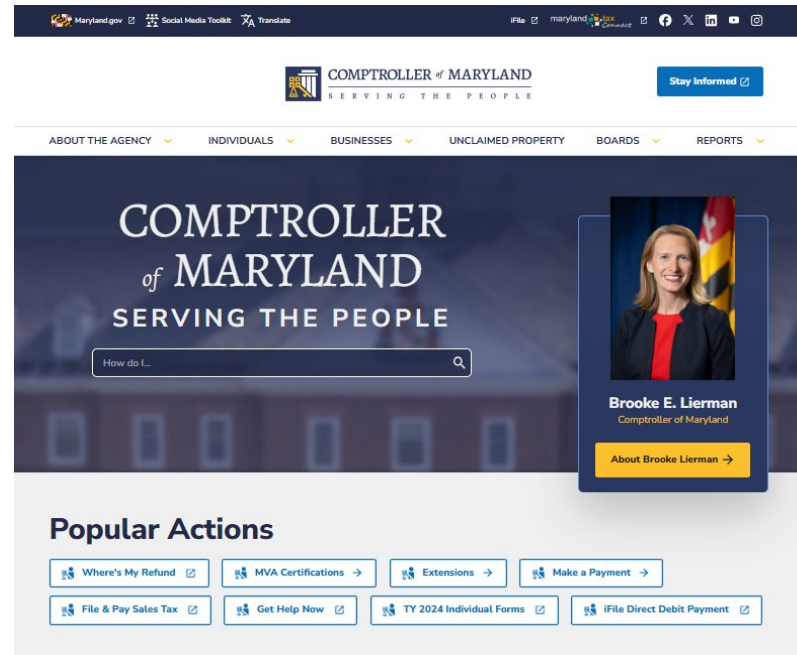 Maryland.gov Social Media Toolkit Translate iFile maryland tax Connect
COMPTROLLER of MARYLAND
SERVING THE PEOPLE
Stay Informed
ABOUT THE AGENCY INDIVIDUALS BUSINESSES UNCLAIMED PROPERTY BOARDS REPORTS
COMPTROLLER
of MARYLAND
SERVING THE PEOPLE
How do I...
Brooke E. Lierman
Comptroller of Maryland
About Brooke Lierman
Popular Actions
Where's My Refund MVA Certifications Extensions Make a Payment
File & Pay Sales Tax Get Help Now TY 2024 Individual Forms iFile Direct Debit Payment